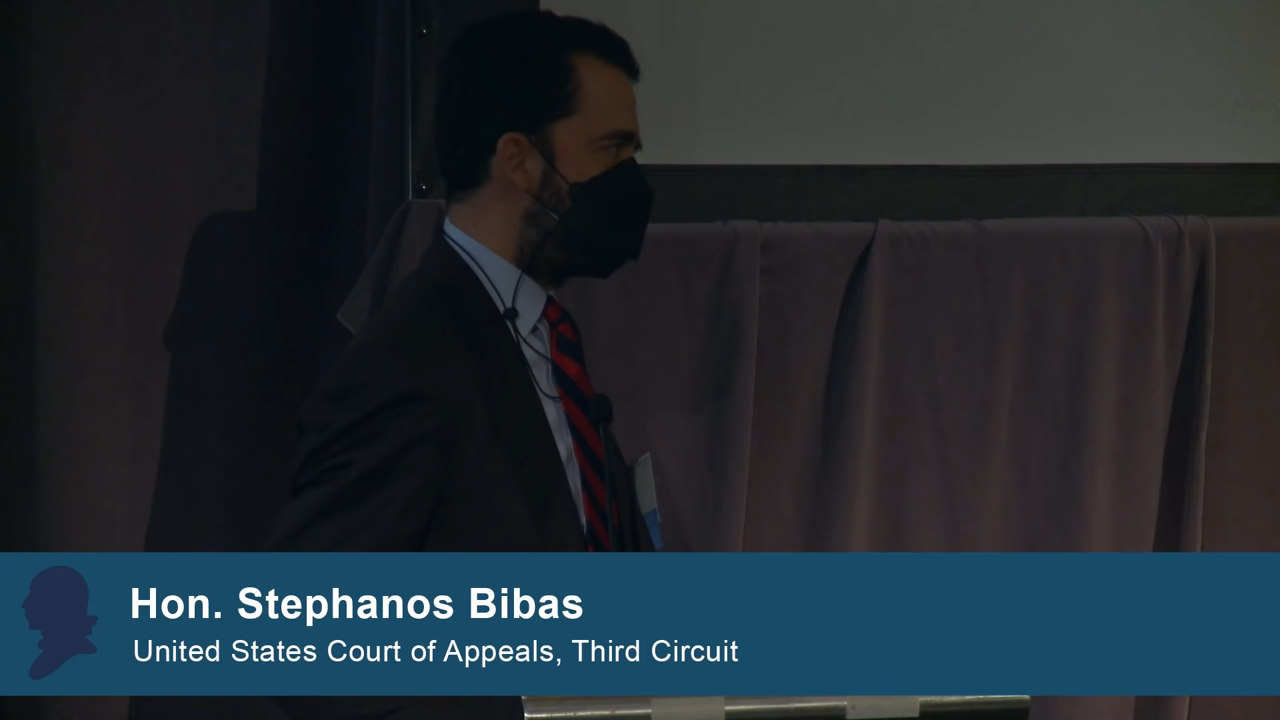 Hon. Stephanos Bibas
United States Court of Appeals, Third Circuit